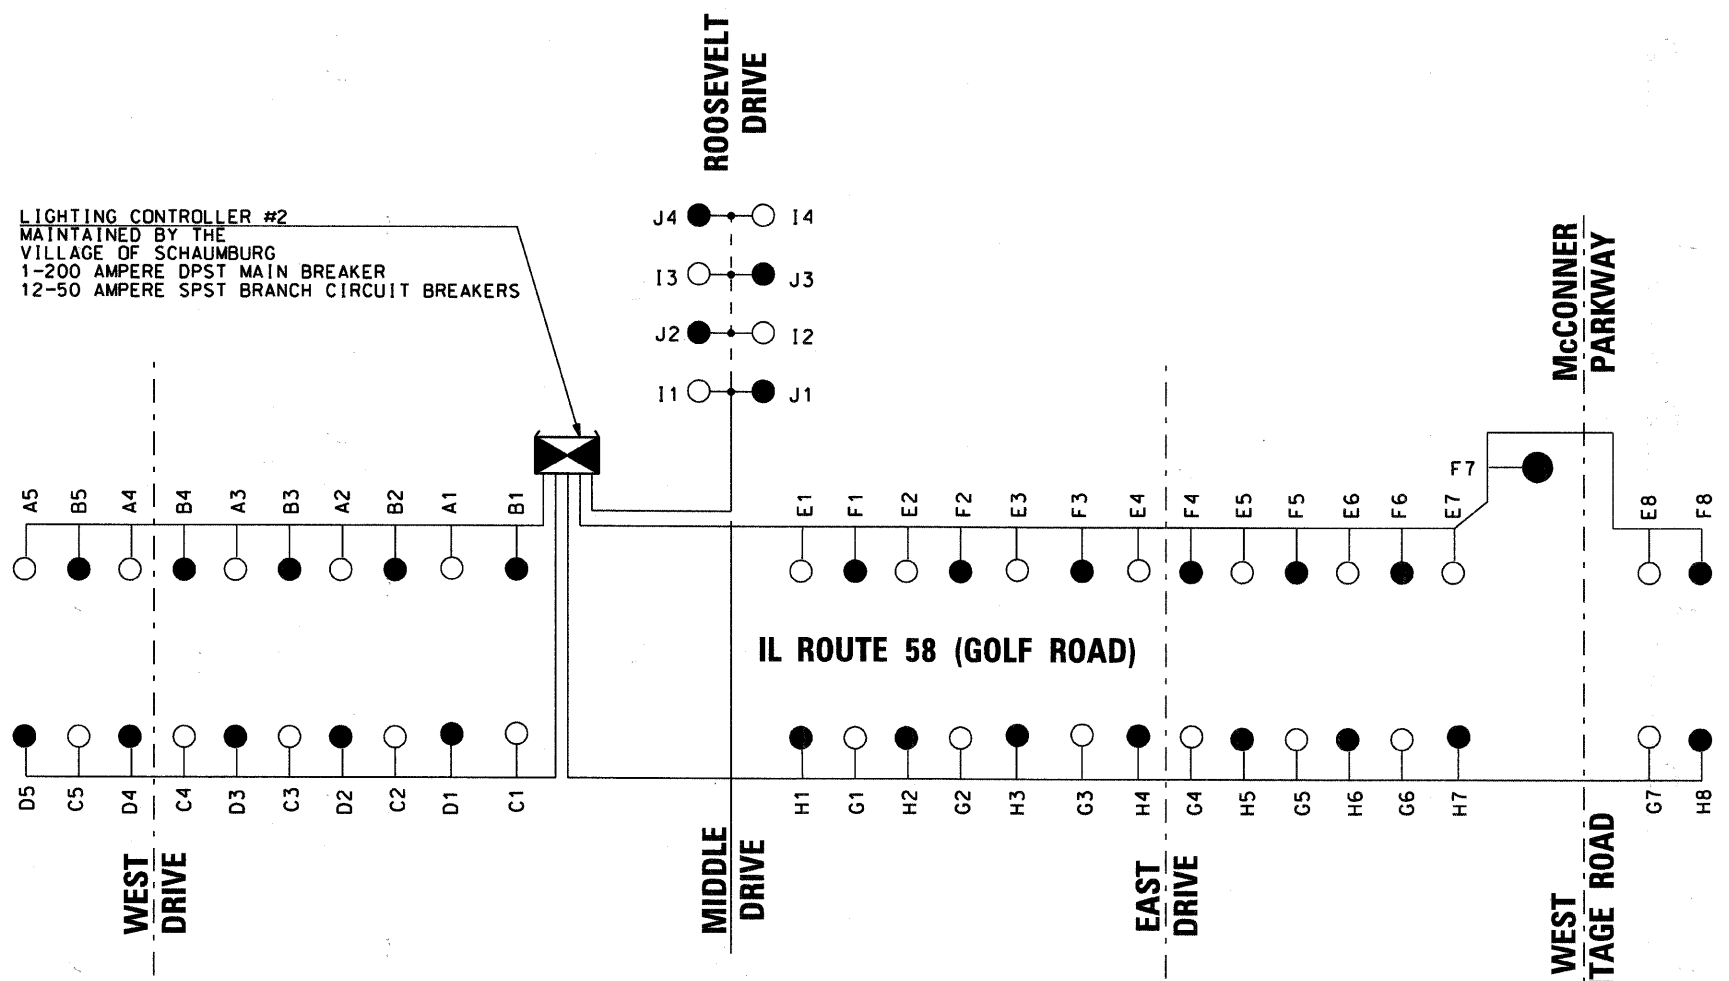 ROOSEVELT
DRIVE
LIGHTING CONTROLLER #2
MAINTAINED BY THE
VILLAGE OF SCHAUMBURG
1-200 AMPERE DPST MAIN BREAKER
12-50 AMPERE SPST BRANCH CIRCUIT BREAKERS
J4 I4
I3 J3
J2 I2
I1 J1
McCONNER
PARKWAY
F7
A5 B5 A4 B4 A3 B3 A2 B2 A1 B1 E1 F1 E2 F2 E3 F3 E4 F4 E5 F5 E6 F6 E7 E8 F8
IL ROUTE 58 (GOLF ROAD)
D5 C5 D4 C4 D3 C3 D2 C2 D1 C1 H1 G1 H2 G2 H3 G3 H4 G4 H5 G5 H6 G6 H7 G7 H8
WEST
DRIVE
MIDDLE
DRIVE
EAST
DRIVE
WEST
TAGE ROAD